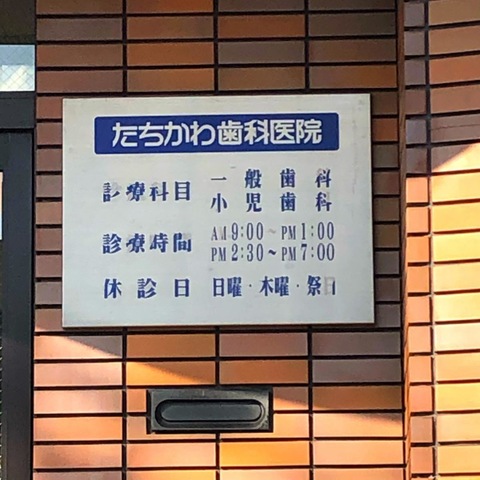 たちかわ歯科医院
診療科目 一般歯科
小児歯科
診療時間 AM9:00~PM1:00
PM2:30~PM7:00
休診日 日曜・木曜・祭日